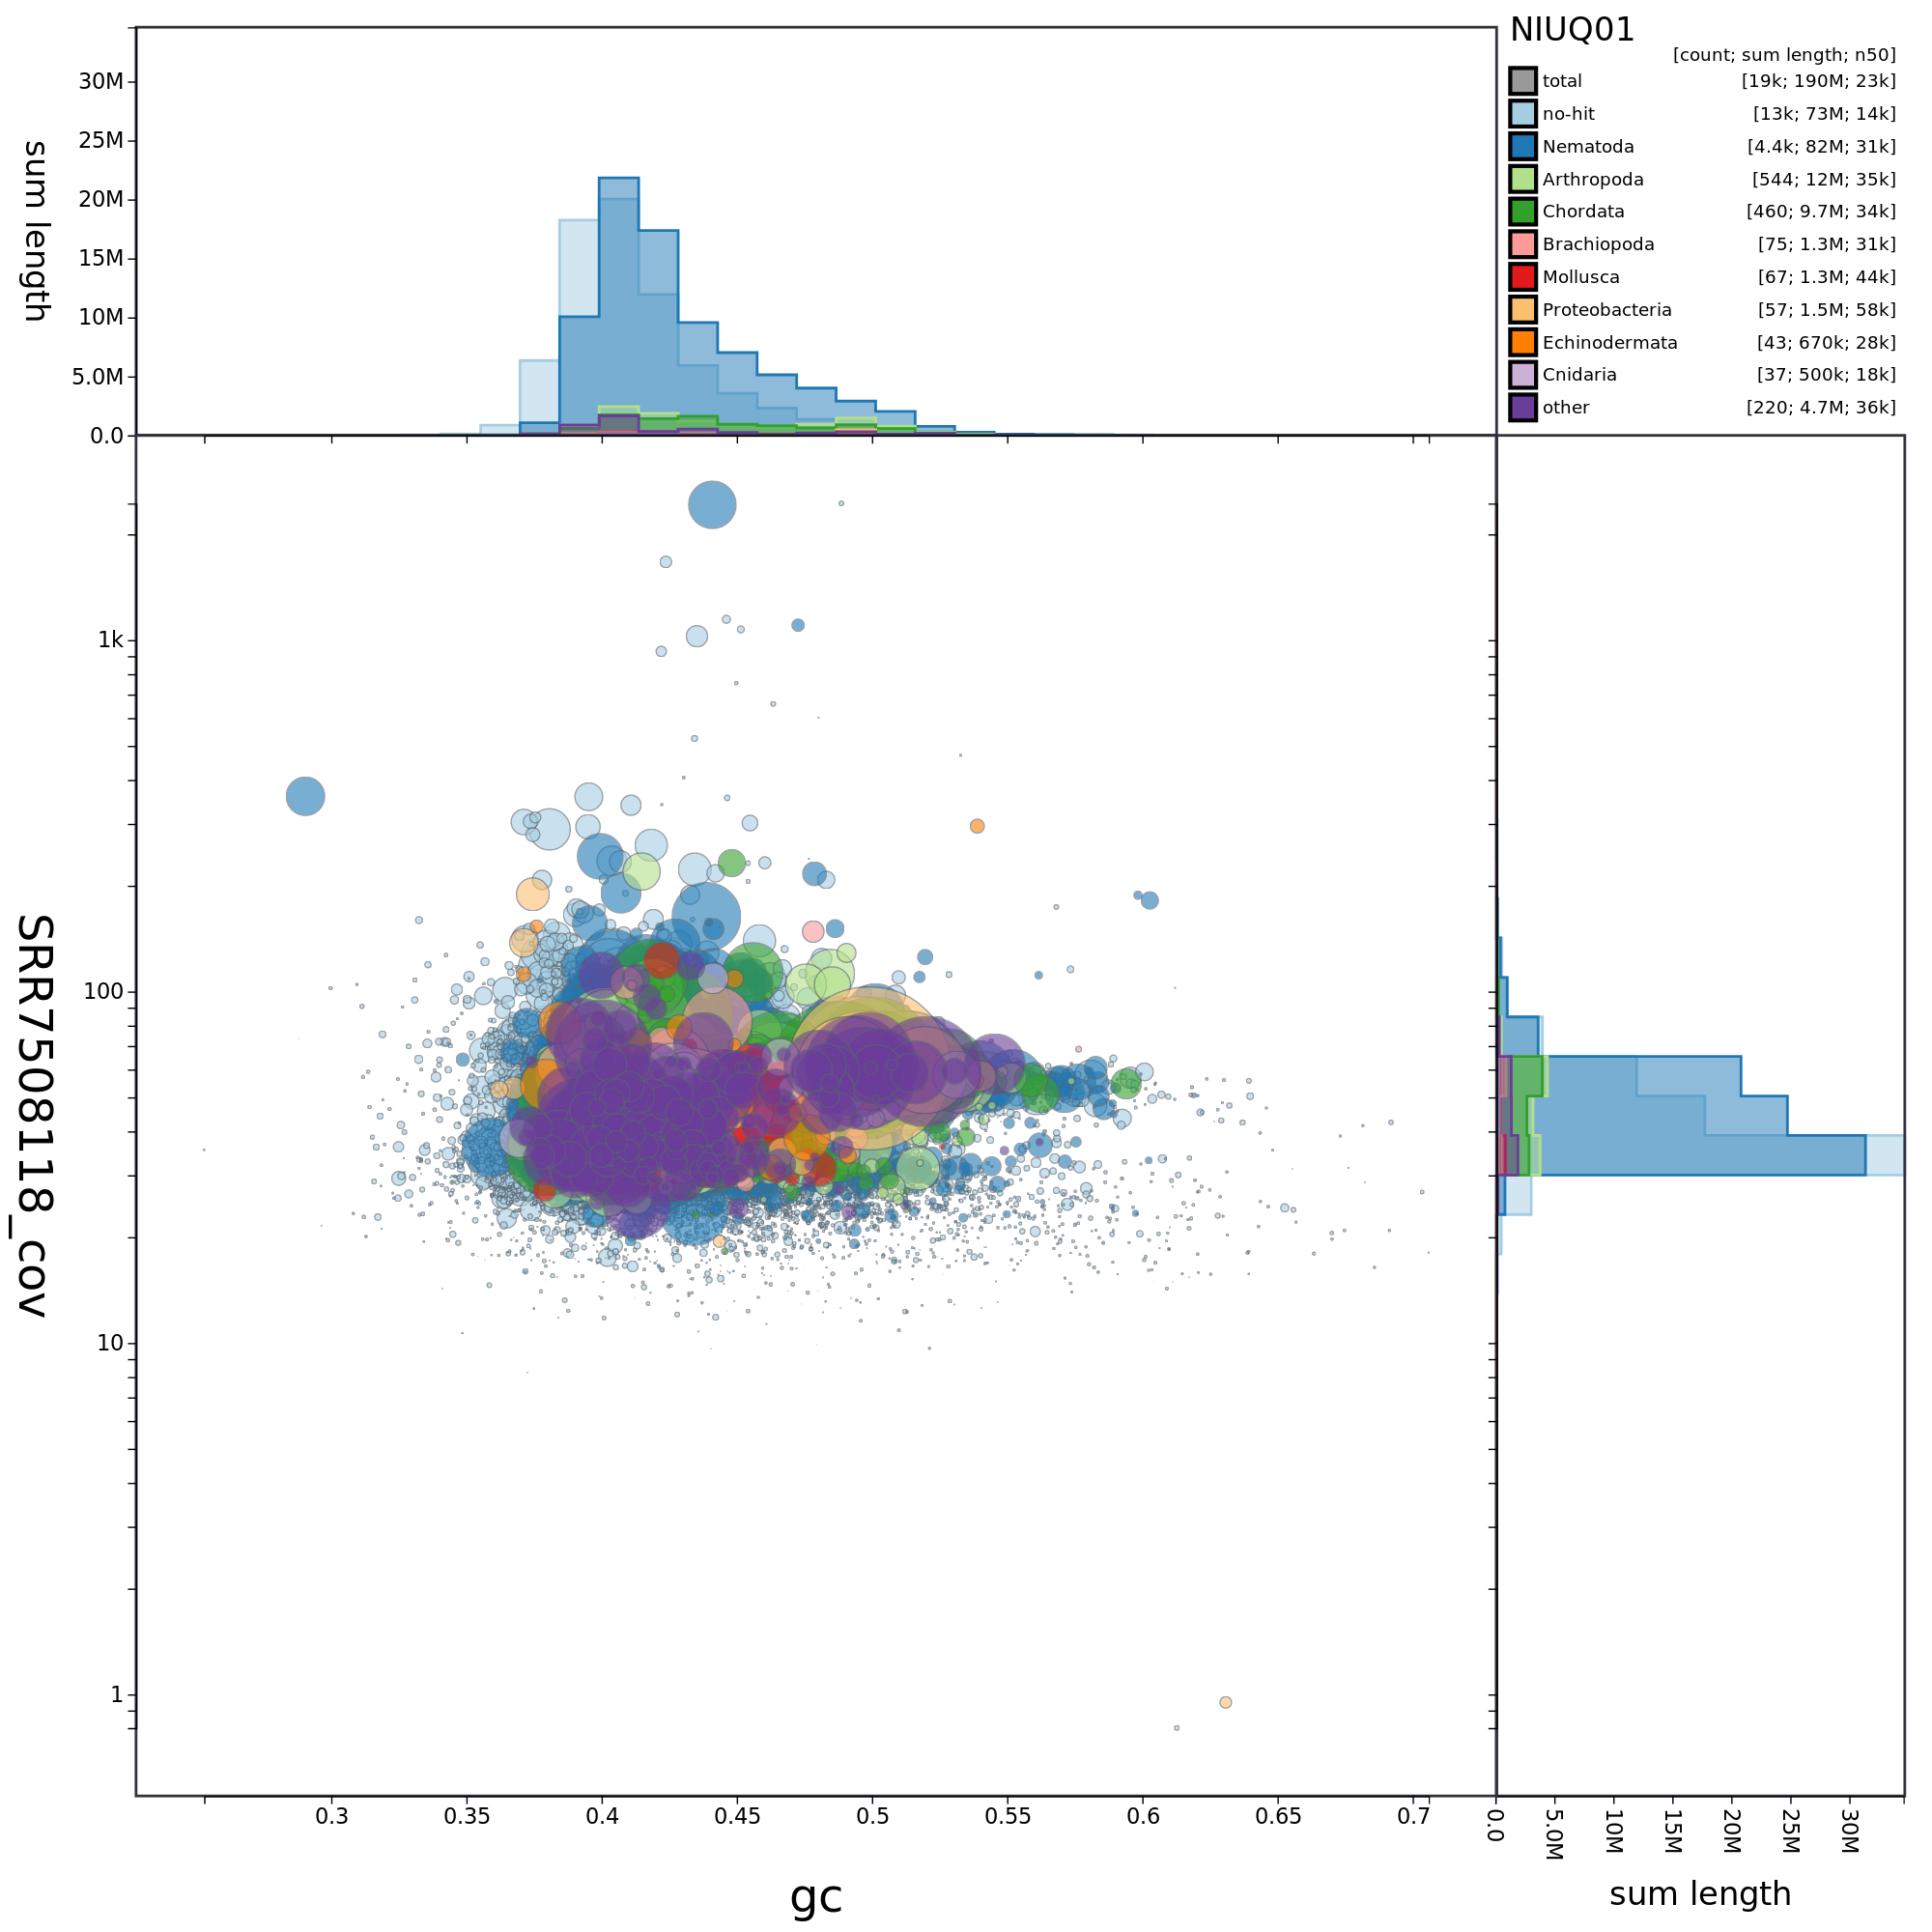 NIUQ01
[count; sum length; n50]
total [19k; 190M; 23k]
no-hit [13k; 73M; 14k]
Nematoda [4.4k; 82M; 31k]
Arthropoda [544; 12M; 35k]
Chordata [460; 9.7M; 34k]
Brachiopoda [75; 1.3M; 31k]
Mollusca [67; 1.3M; 44k]
Proteobacteria [57; 1.5M; 58k]
Echinodermata [43; 670k; 28k]
Cnidaria [37; 500k; 18k]
other [220; 4.7M; 36k]
sum length
30M
25M
20M
15M
10M
5.0M
0.0
SRR7508118_cov
1k
100
10
1
0.3 0.35 0.4 0.45 0.5 0.55 0.6 0.65 0.7
gc
0.0 5.0M 10M 15M 20M 25M 30M
sum length